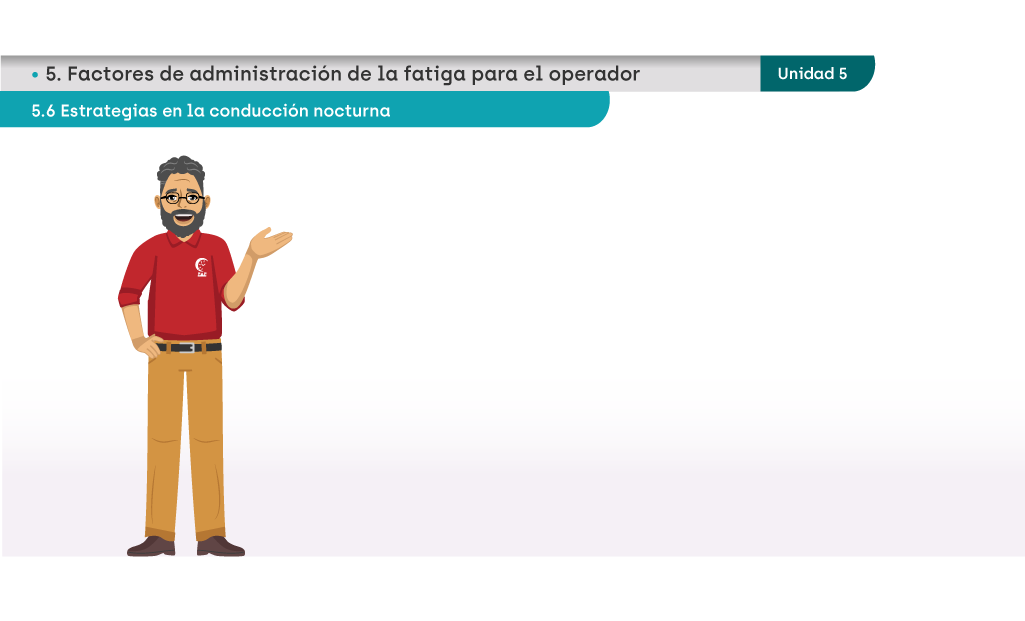 • 5. Factores de administración de la fatiga para el operador
Unidad 5
5.6 Estrategias en la conducción nocturna